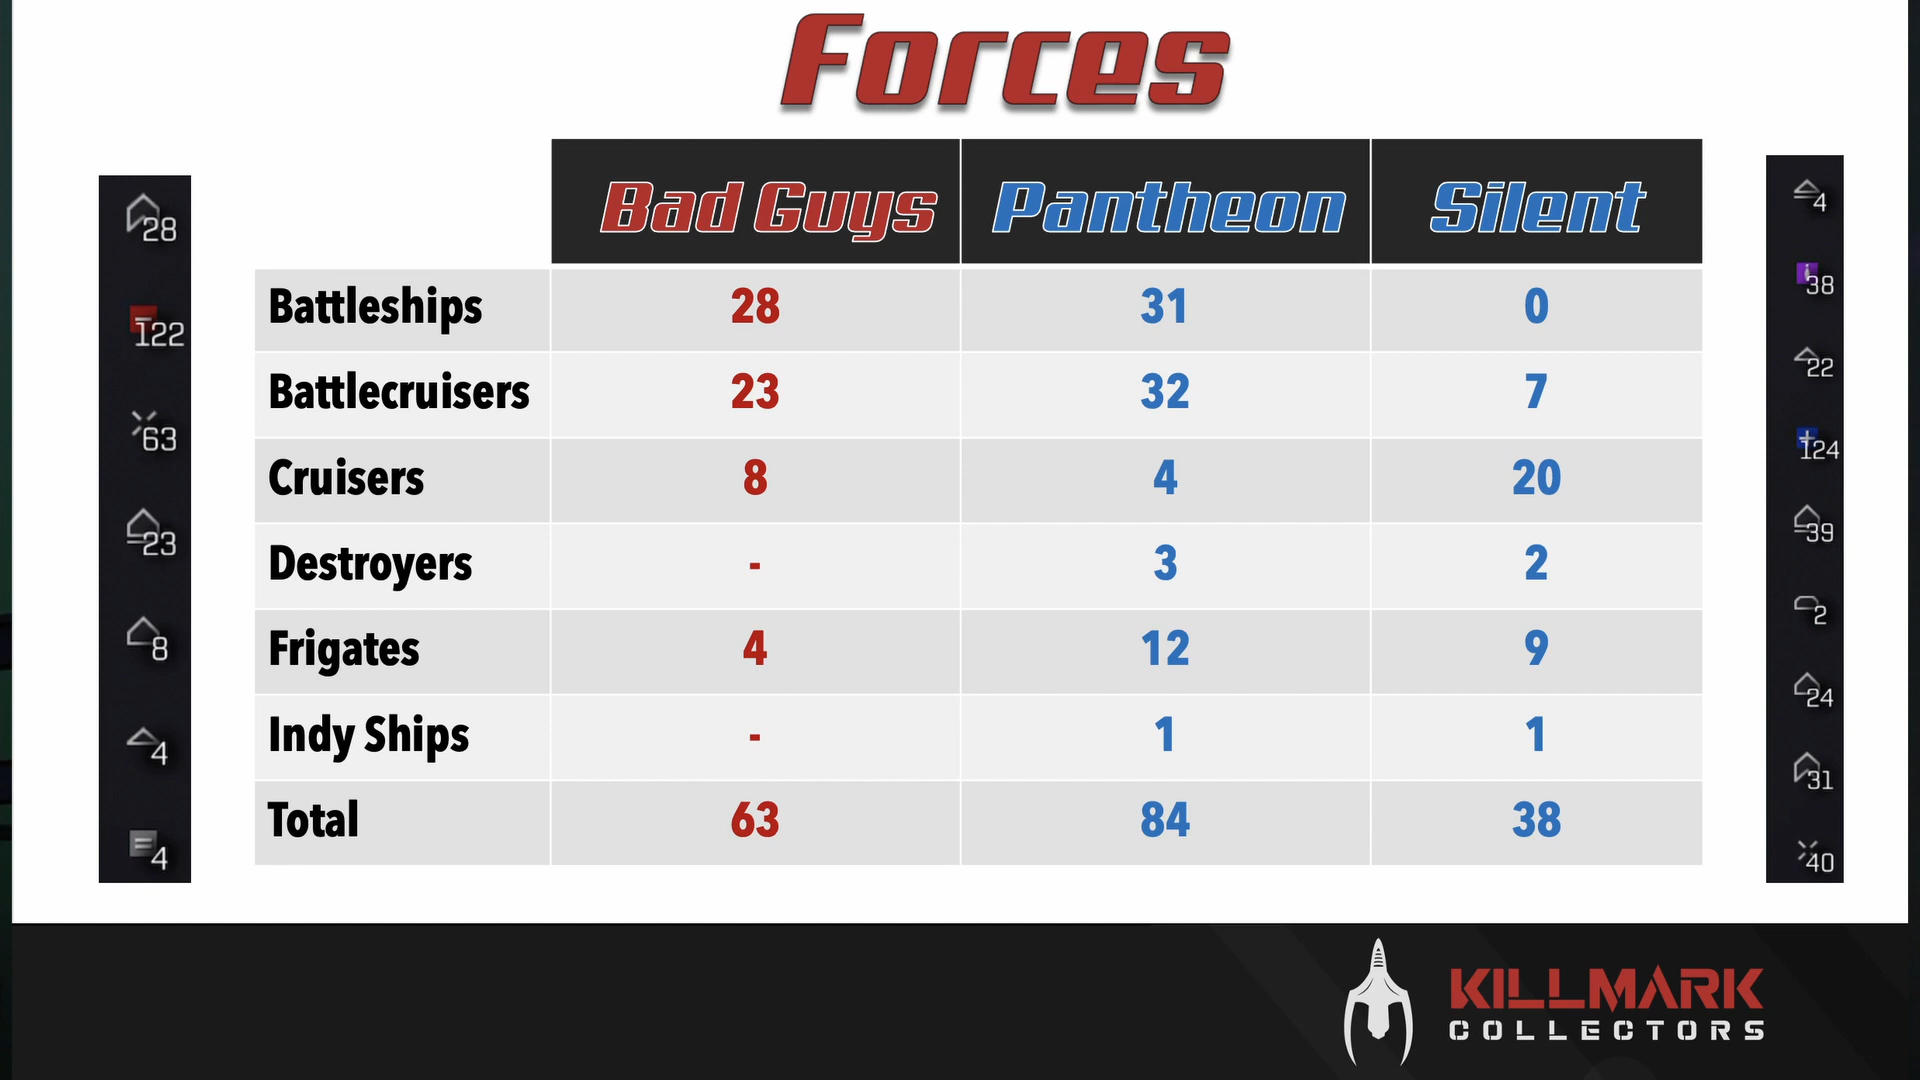 Forces
Bad Guys Pantheon Silent
Battleships 28 31 0
Battlecruisers 23 32 7
Cruisers 8 4 20
Destroyers - 3 2
Frigates 4 12 9
Indy Ships - 1 1
Total 63 84 38
28
122
63
23
8
4
4
4
38
22
124
39
2
24
31
40
KILLMARK
COLLECTORS